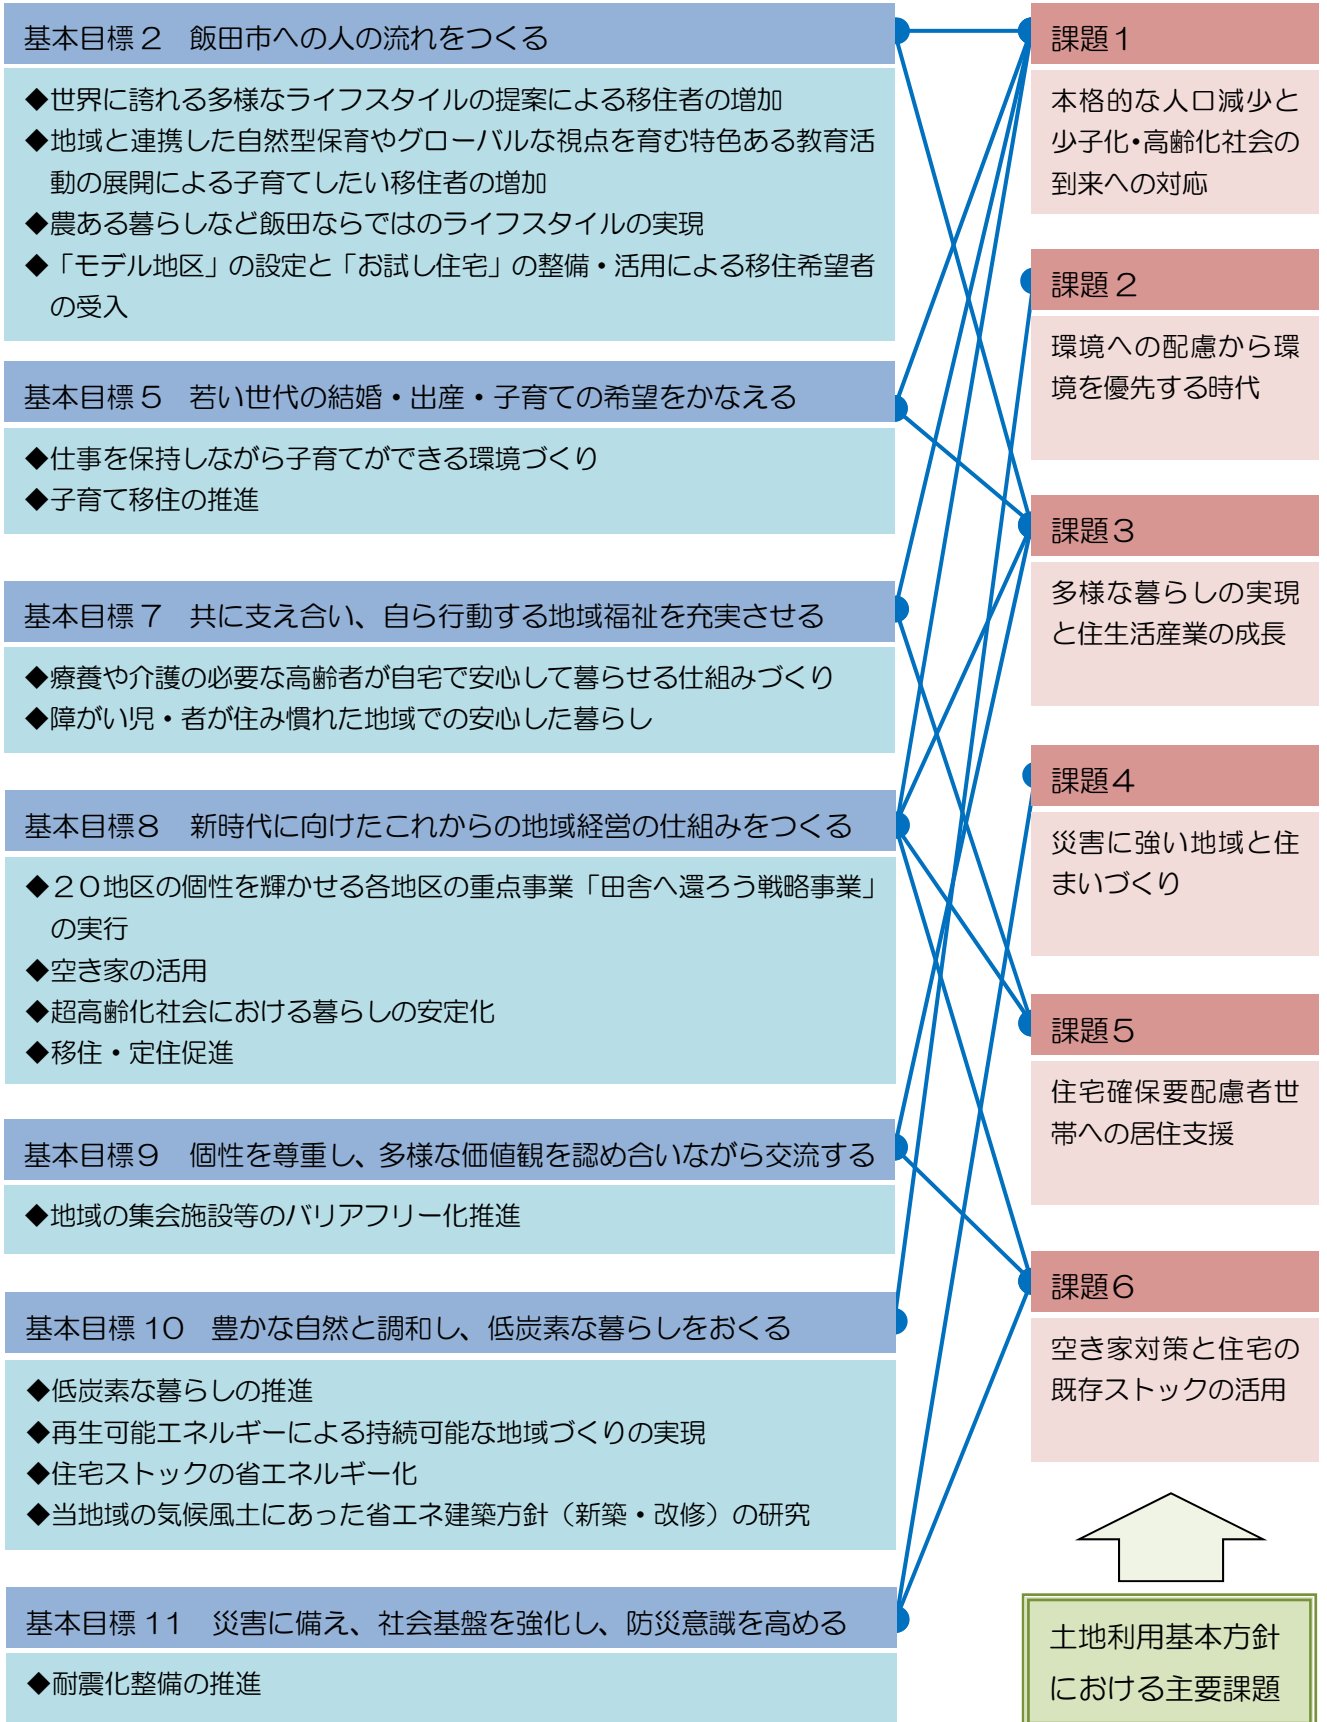 基本目標２　飯田市への人の流れをつくる
◆世界に誇れる多様なライフスタイルの提案による移住者の増加
◆地域と連携した自然型保育やグローバルな視点を育む特色ある教育活
動の展開による子育てしたい移住者の増加
◆農ある暮らしなど飯田ならではのライフスタイルの実現
◆「モデル地区」の設定と「お試し住宅」の整備・活用による移住希望者
の受入
基本目標５　若い世代の結婚・出産・子育ての希望をかなえる
◆仕事を保持しながら子育てができる環境づくり
◆子育て移住の推進
基本目標７　共に支え合い、自ら行動する地域福祉を充実させる
◆療養や介護の必要な高齢者が自宅で安心して暮らせる仕組みづくり
◆障がい児・者が住み慣れた地域での安心した暮らし
基本目標８　新時代に向けたこれからの地域経営の仕組みをつくる
◆２０地区の個性を輝かせる各地区の重点事業「田舎へ還ろう戦略事業」
の実行
◆空き家の活用
◆超高齢化社会における暮らしの安定化
◆移住・定住促進
基本目標９　個性を尊重し、多様な価値観を認め合いながら交流する
◆地域の集会施設等のバリアフリー化推進
基本目標 10　豊かな自然と調和し、低炭素な暮らしをおくる
◆低炭素な暮らしの推進
◆再生可能エネルギーによる持続可能な地域づくりの実現
◆住宅ストックの省エネルギー化
◆当地域の気候風土にあった省エネ建築方針（新築・改修）の研究
基本目標 11　災害に備え、社会基盤を強化し、防災意識を高める
◆耐震化整備の推進
課題１
本格的な人口減少と
少子化・高齢化社会の
到来への対応
課題２
環境への配慮から環
境を優先する時代
課題３
多様な暮らしの実現
と住生活産業の成長
課題４
災害に強い地域と住
まいづくり
課題５
住宅確保要配慮者世
帯への居住支援
課題６
空き家対策と住宅の
既存ストックの活用
土地利用基本方針
における主要課題